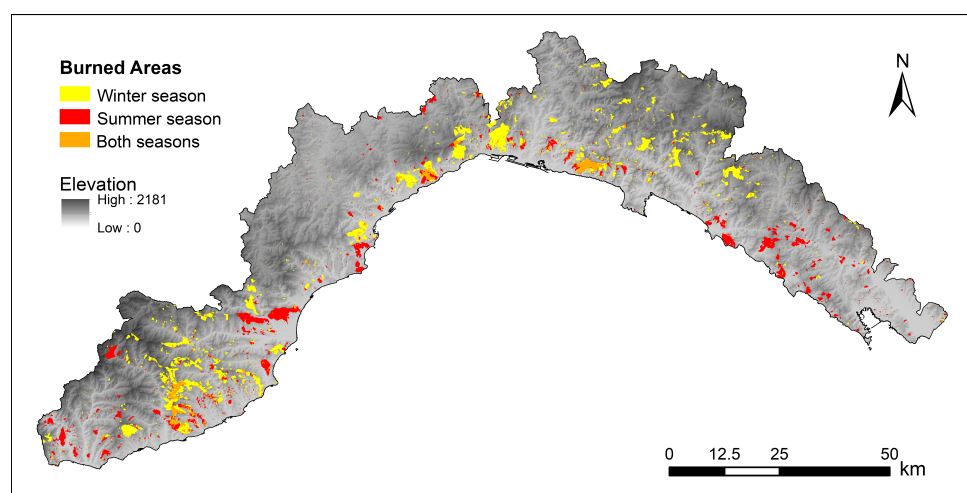 Burned Areas
Winter season
Summer season
Both seasons
Elevation
High : 2181
Low : 0
N
0 12.5 25 50
km